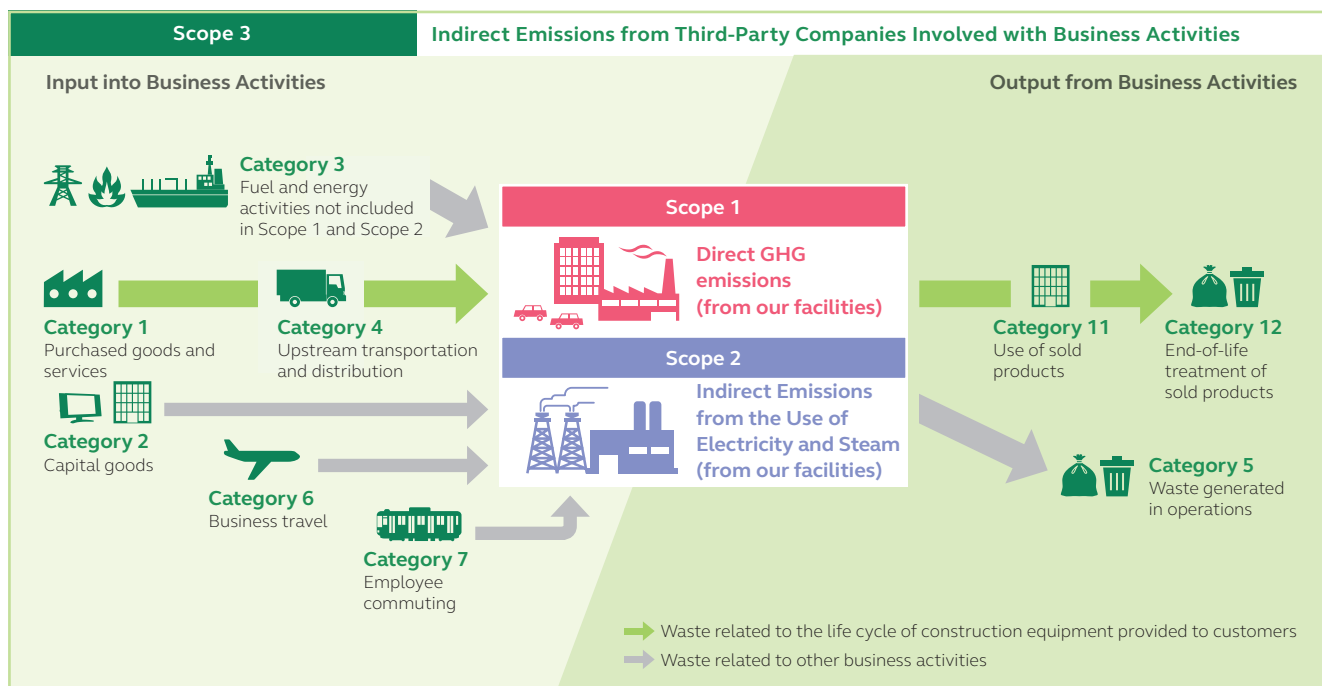 Scope 3
Indirect Emissions from Third-Party Companies Involved with Business Activities
Input into Business Activities
Output from Business Activities
Category 3
Fuel and energy
activities not included
in Scope 1 and Scope 2
Category 1
Purchased goods and
services
Category 4
Upstream transportation
and distribution
Category 2
Capital goods
Category 6
Business travel
Category 7
Employee
commuting
Scope 1
Direct GHG
emissions
(from our facilities)
Scope 2
Indirect Emissions
from the Use of
Electricity and Steam
(from our facilities)
Category 11
Use of sold
products
Category 12
End-of-life
treatment of
sold products
Category 5
Waste generated
in operations
Waste related to the life cycle of construction equipment provided to customers
Waste related to other business activities